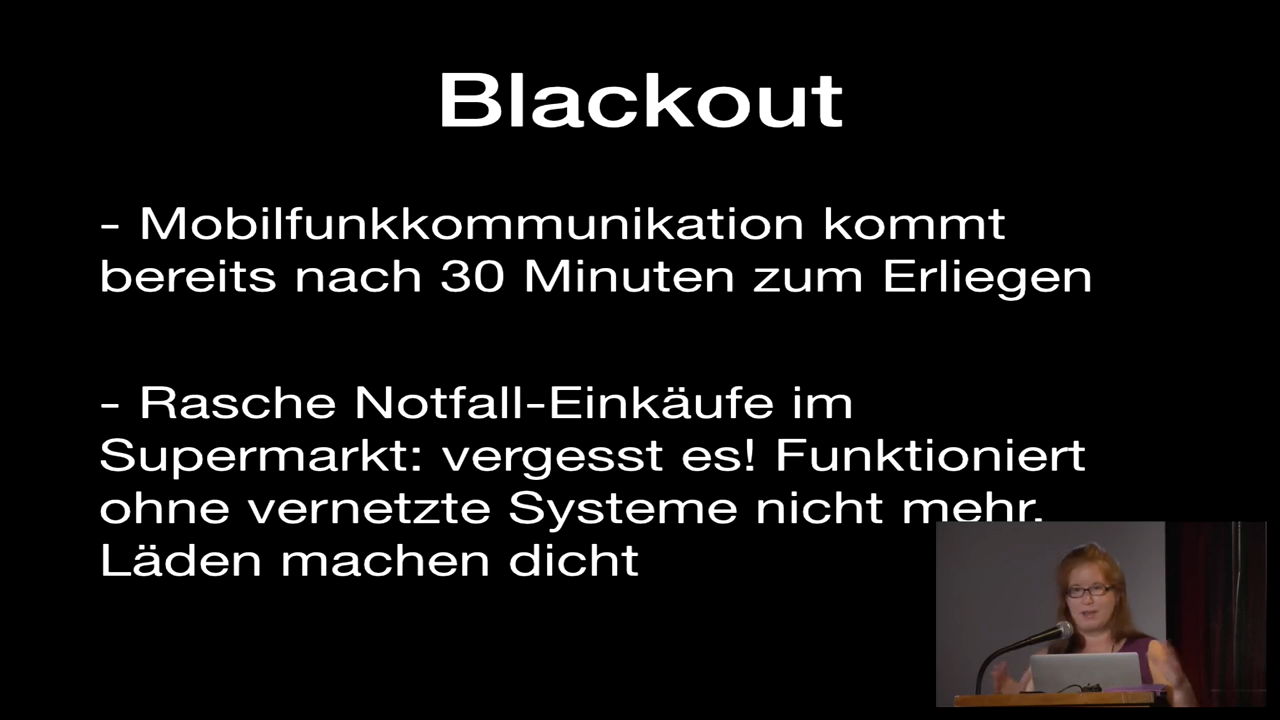 Blackout
- Mobilfunkkommunikation kommt
bereits nach 30 Minuten zum Erliegen
- Rasche Notfall-Einkäufe im
Supermarkt: vergesst es! Funktioniert
ohne vernetzte Systeme nicht mehr.
Läden machen dicht